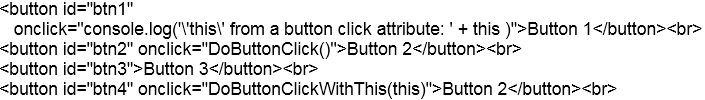 <button id="btn1"
onclick="console.log('\'this\' from a button click attribute: ' + this )">Button 1</button><br>
<button id="btn2" onclick="DoButtonClick()">Button 2</button><br>
<button id="btn3">Button 3</button><br>
<button id="btn4" onclick="DoButtonClickWithThis(this)">Button 2</button><br>